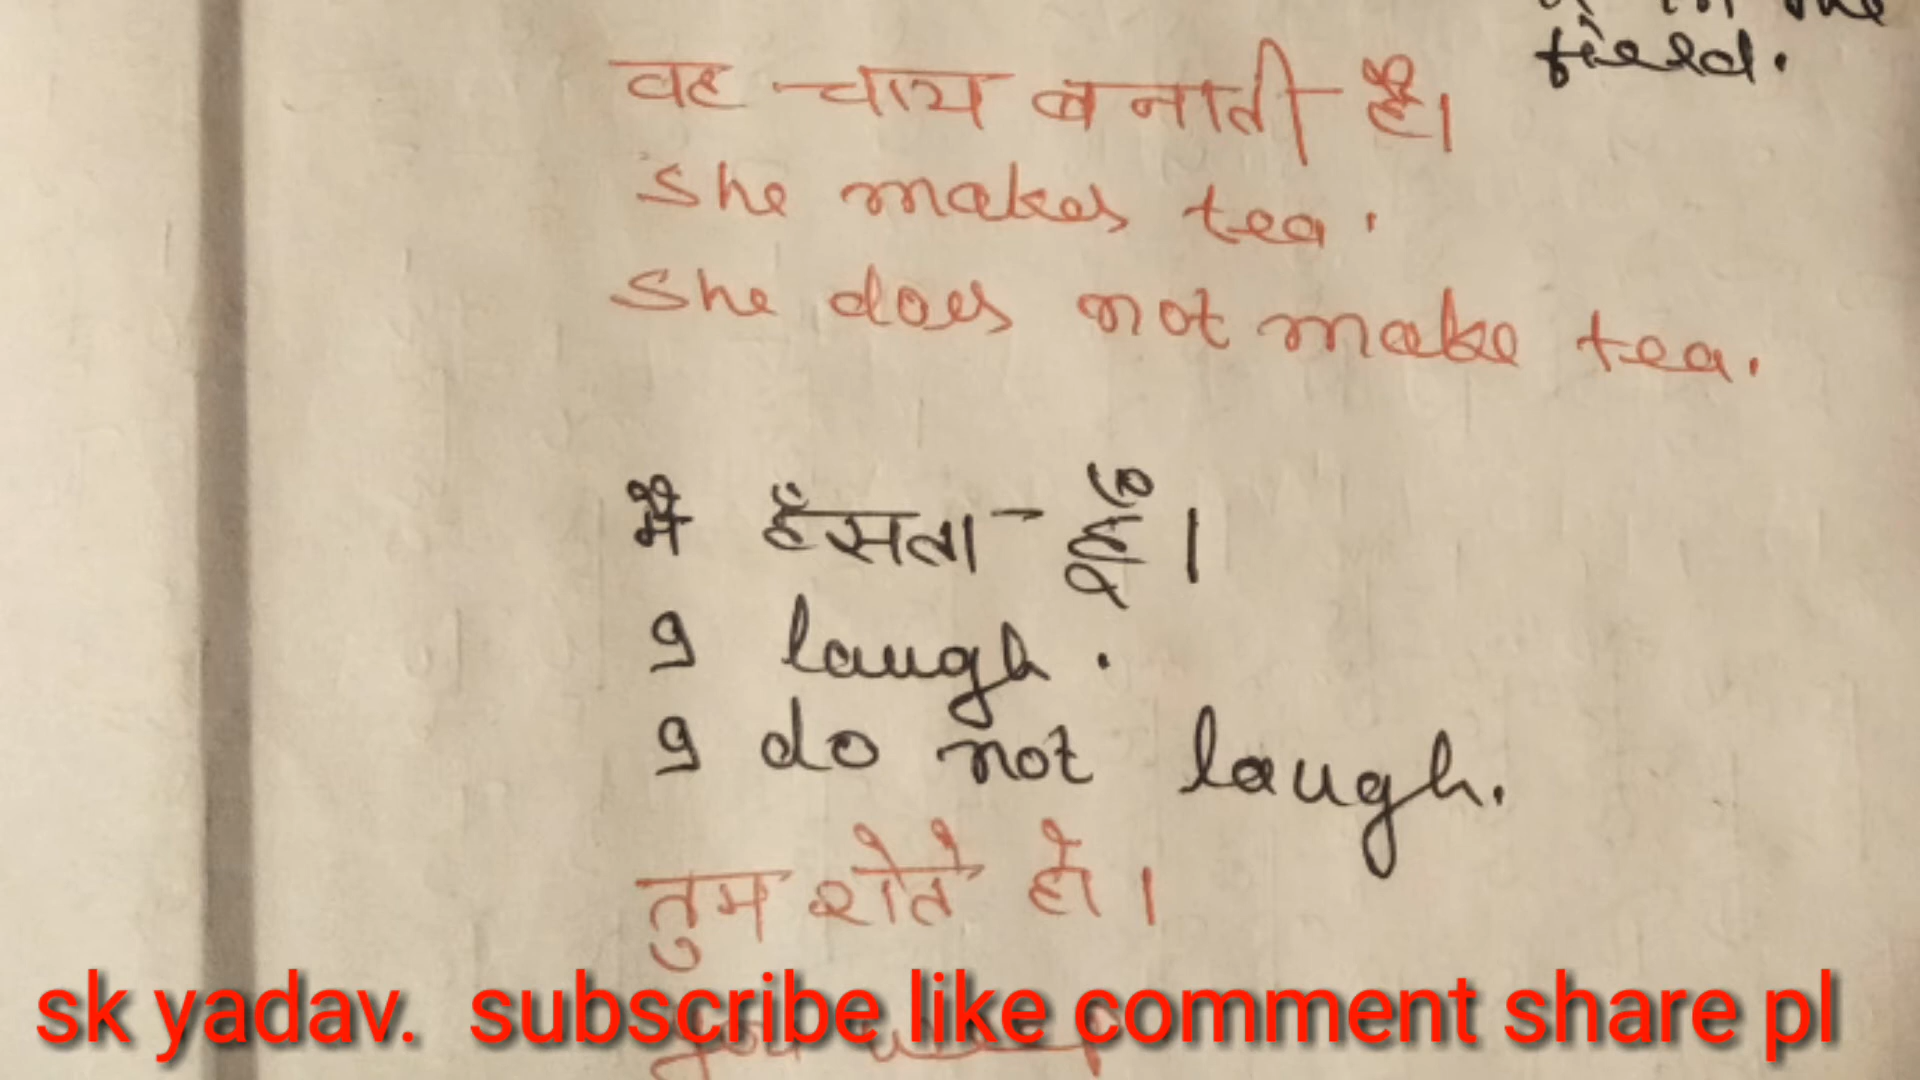 field.
वह चाय बनाती है।
She makes tea.
She does not make tea.
मैं हँसता हूँ।
I laugh.
I do not laugh.
तुम रोते हो।
sk yadav. subscribe like comment share pl